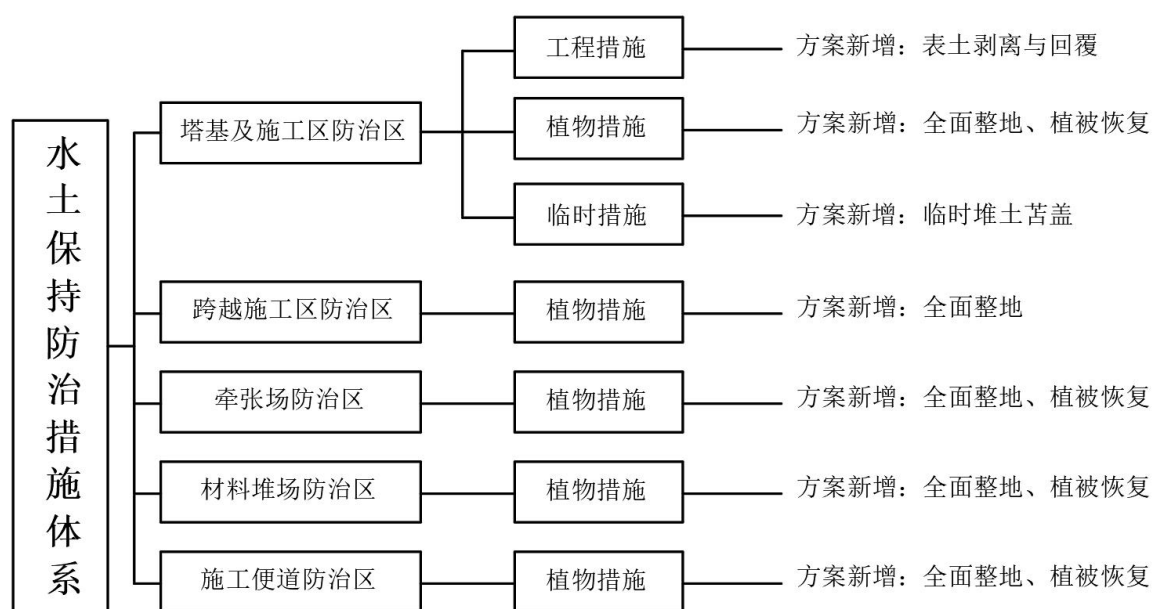 水土保持防治措施体系
塔基及施工区防治区
工程措施
方案新增：表土剥离与回覆
植物措施
方案新增：全面整地、植被恢复
临时措施
方案新增：临时堆土苫盖
跨越施工区防治区
植物措施
方案新增：全面整地
牵张场防治区
植物措施
方案新增：全面整地、植被恢复
材料堆场防治区
植物措施
方案新增：全面整地、植被恢复
施工便道防治区
植物措施
方案新增：全面整地、植被恢复